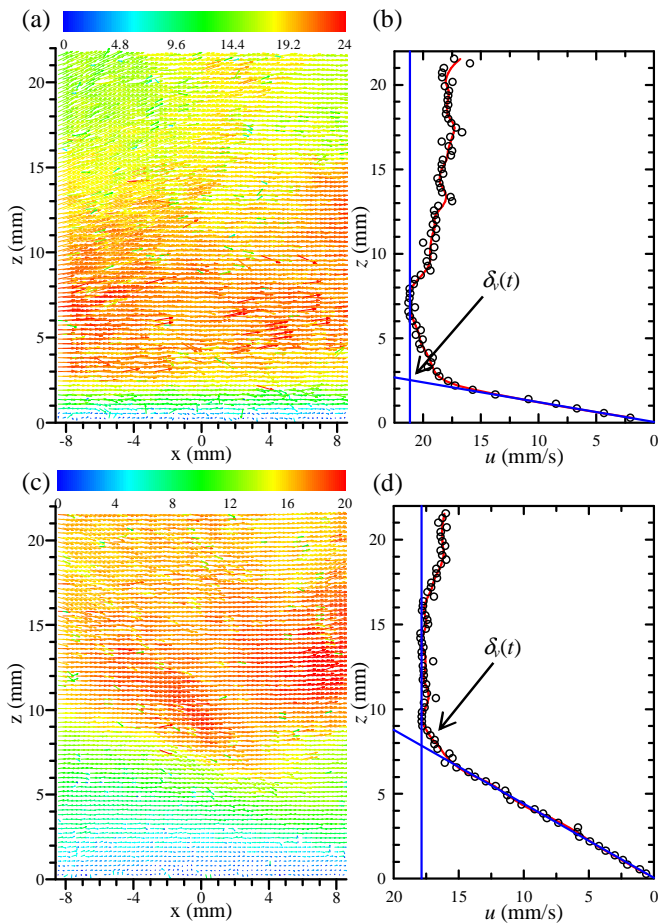 (a)
0 4.8 9.6 14.4 19.2 24
20
15
10
5
0
z (mm)
-8 -4 0 4 8
x (mm)
(b)
20
15
10
5
0
z (mm)
δv(t)
20 15 10 5 0
u (mm/s)
(c)
0 4 8 12 16 20
20
15
10
5
0
z (mm)
-8 -4 0 4 8
x (mm)
(d)
20
15
10
5
0
z (mm)
δv(t)
20 15 10 5 0
u (mm/s)